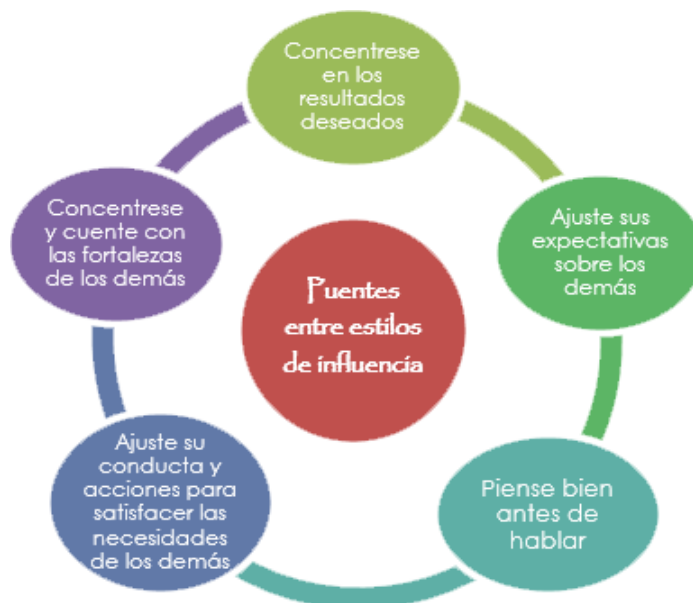 Concentrese
en los
resultados
deseados
Ajuste sus
expectativas
sobre los
demás
Piense bien
antes de
hablar
Ajuste su
conducta y
acciones para
satisfacer las
necesidades
de los demás
Concentrese
y cuente con
las fortalezas
de los demás
Puentes
entre estilos
de influencia